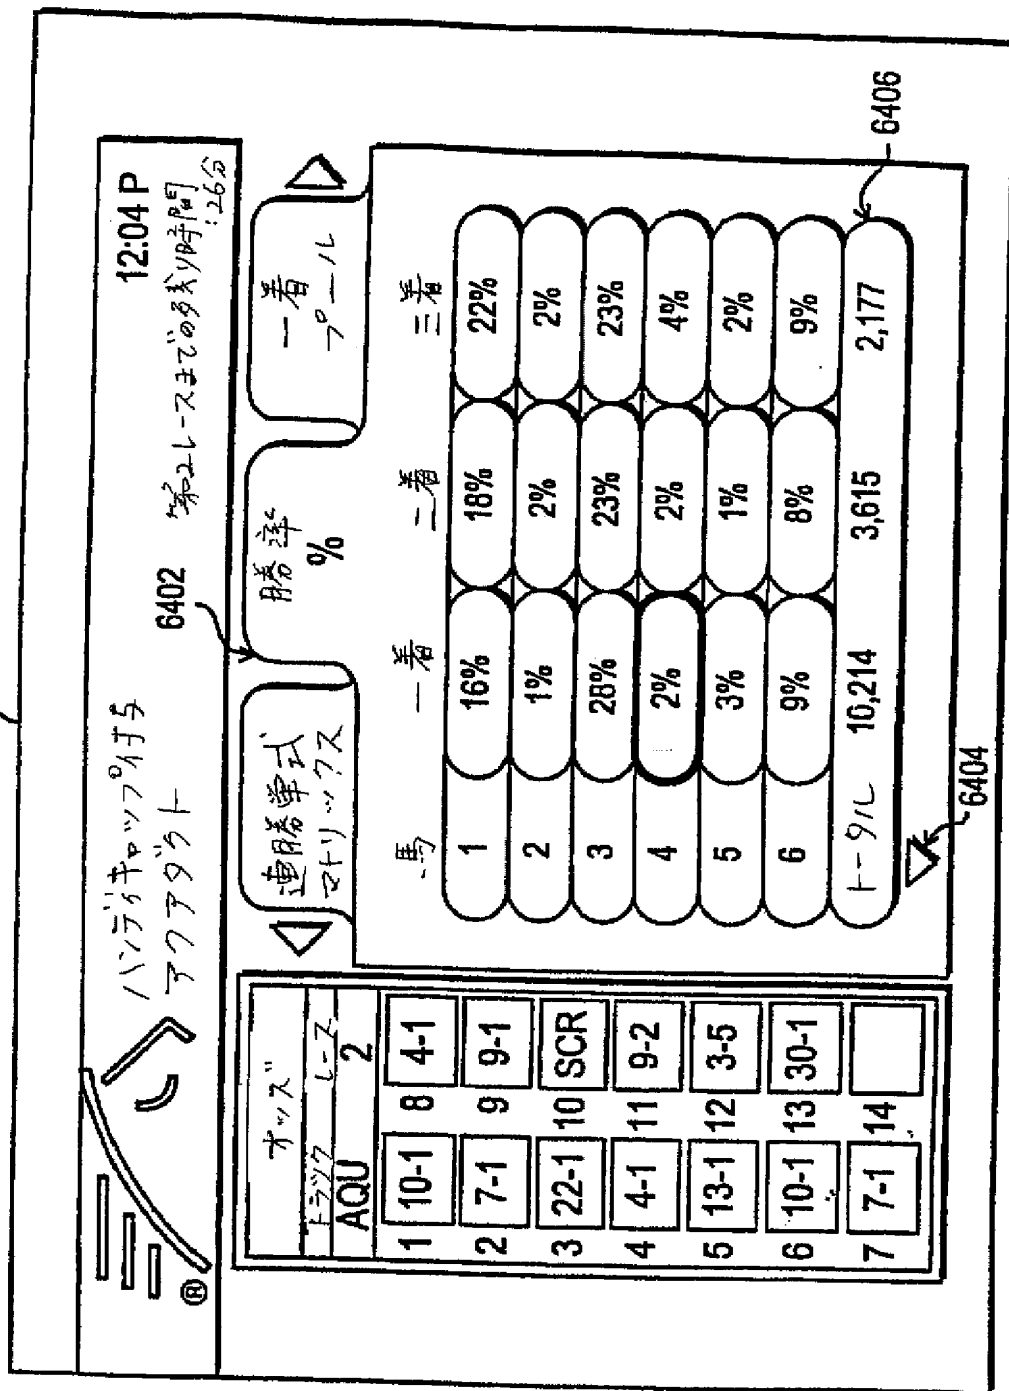 ハンディキャップ付与
アクアダクト
12:04 P
第2レースまでの残り時間
:26分
6402
®
オッズ
トラック レース
AQU 2
1 10-1 8 4-1
2 7-1 9 9-1
3 22-1 10 SCR
4 4-1 11 9-2
5 13-1 12 3-5
6 10-1 13 30-1
7 7-1 14
連勝単式
マトリックス
勝率
%
一着
プール
馬 一着 二着 三着
1 16% 18% 22%
2 1% 2% 2%
3 28% 23% 23%
4 2% 2% 4%
5 3% 1% 2%
6 9% 8% 9%
トータル 10,214 3,615 2,177
6404
6406